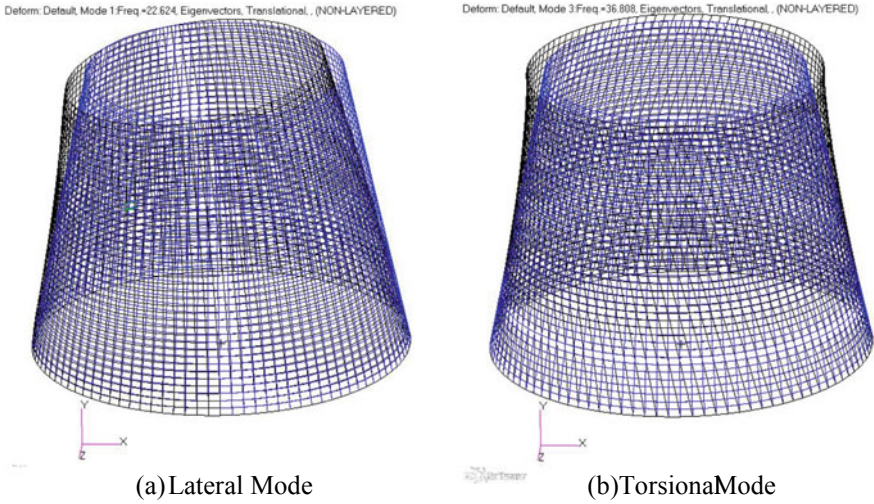 Deform: Default, Mode 1:Freq.=22.624, Eigenvectors, Translational, , (NON-LAYERED)
Deform: Default, Mode 3:Freq.=36.808, Eigenvectors, Translational, , (NON-LAYERED)
Y
X
Z
Y
X
Z
(a)Lateral Mode
(b)TorsionalMode